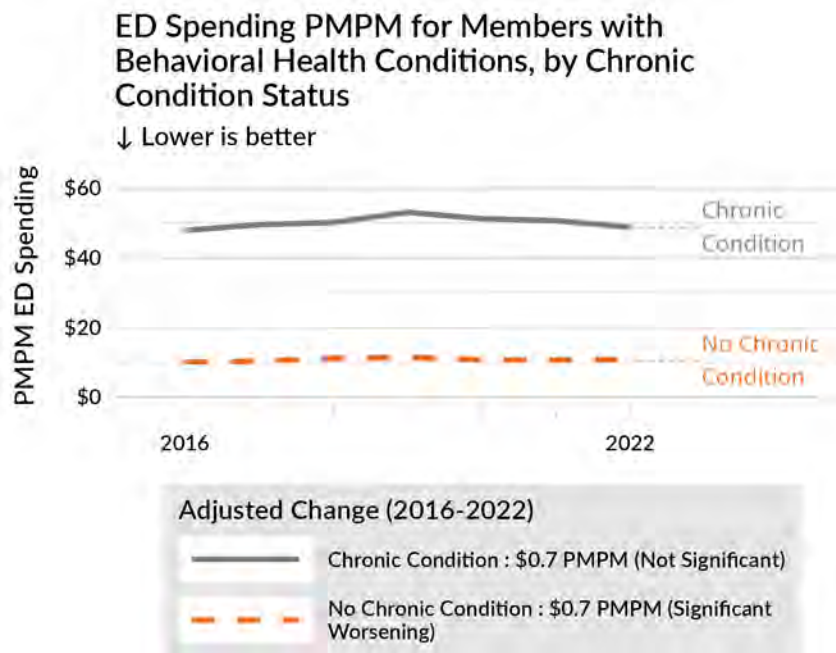 ED Spending PMPM for Members with
Behavioral Health Conditions, by Chronic
Condition Status
↓ Lower is better
PMPM ED Spending
$60
$40
$20
$0
Chronic
Condition
No Chronic
Condition
2016
2022
Adjusted Change (2016-2022)
Chronic Condition : $0.7 PMPM (Not Significant)
No Chronic Condition : $0.7 PMPM (Significant
Worsening)